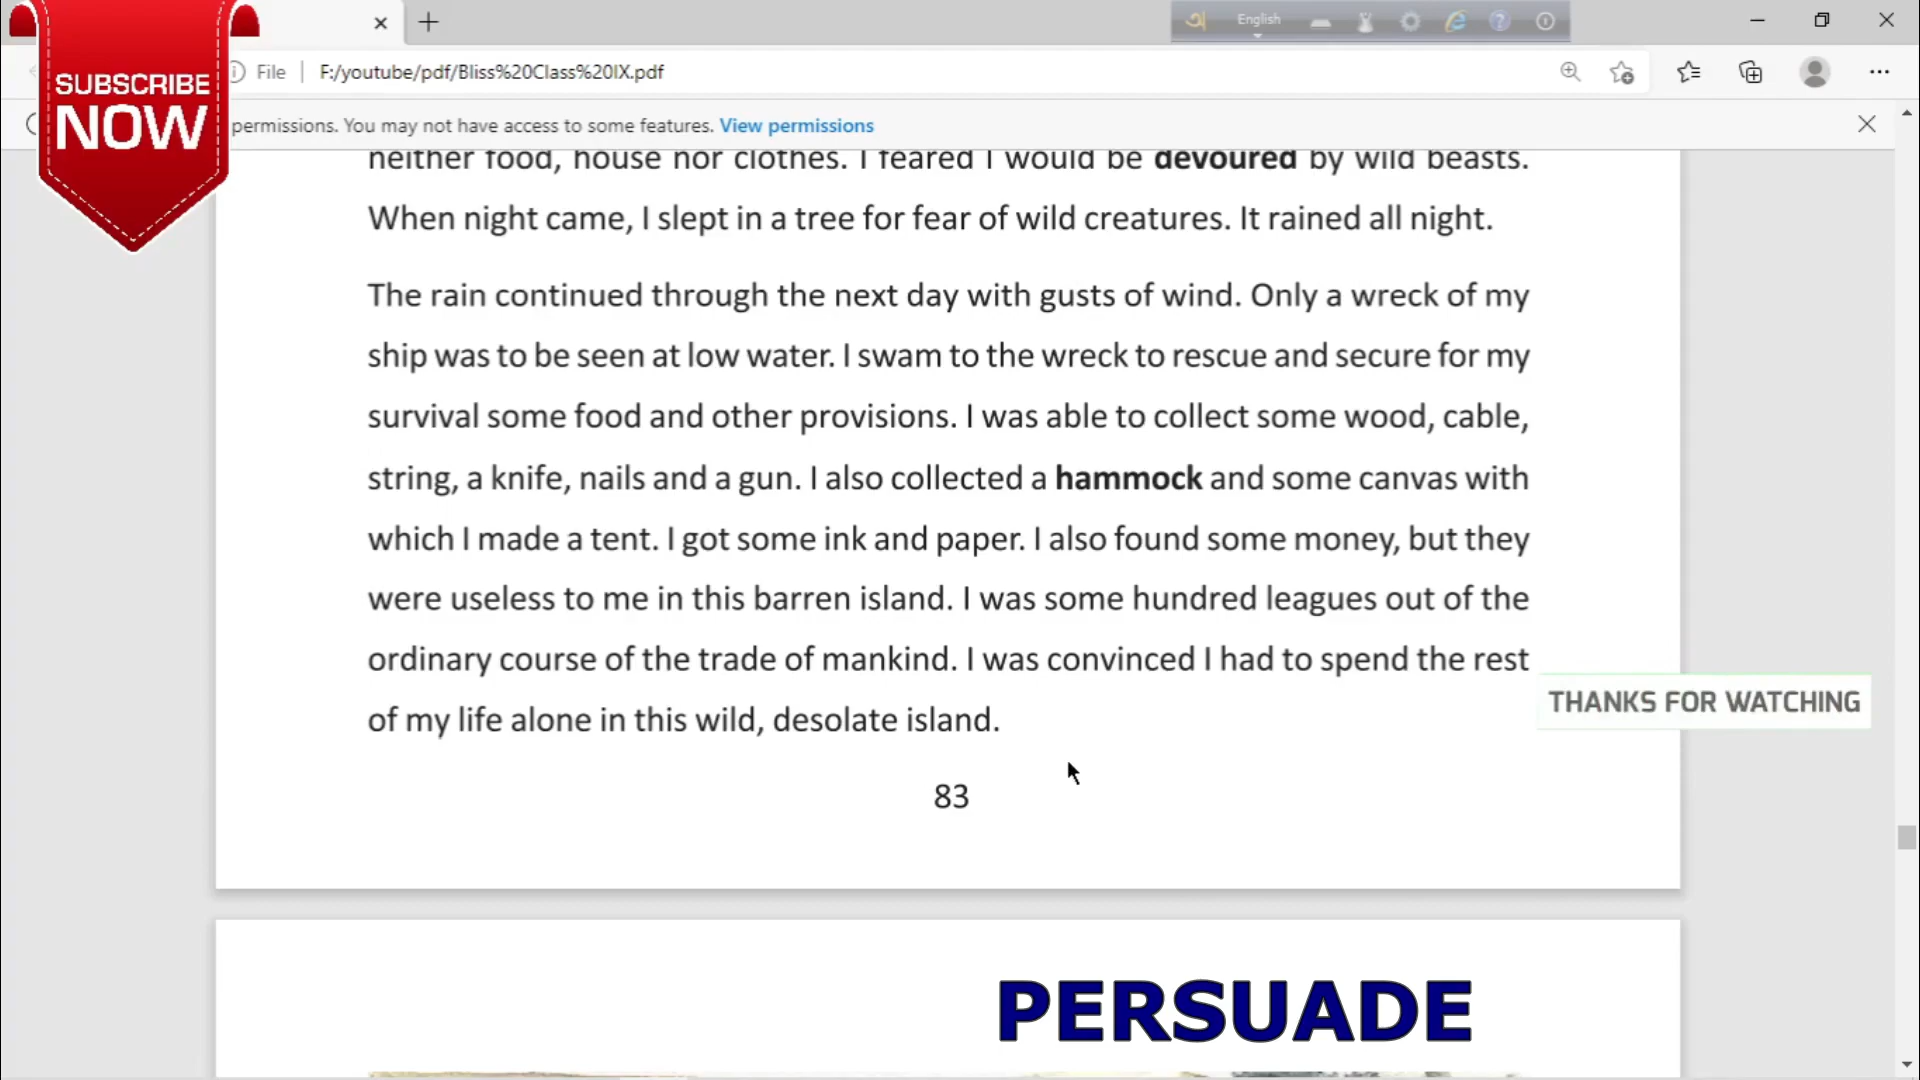 English
File
F:/youtube/pdf/Bliss%20Class%20IX.pdf
SUBSCRIBE
NOW
permissions. You may not have access to some features. View permissions
neither food, house nor clothes. I feared I would be devoured by wild beasts.
When night came, I slept in a tree for fear of wild creatures. It rained all night.
The rain continued through the next day with gusts of wind. Only a wreck of my
ship was to be seen at low water. I swam to the wreck to rescue and secure for my
survival some food and other provisions. I was able to collect some wood, cable,
string, a knife, nails and a gun. I also collected a hammock and some canvas with
which I made a tent. I got some ink and paper. I also found some money, but they
were useless to me in this barren island. I was some hundred leagues out of the
ordinary course of the trade of mankind. I was convinced I had to spend the rest
of my life alone in this wild, desolate island.
THANKS FOR WATCHING
83
PERSUADE